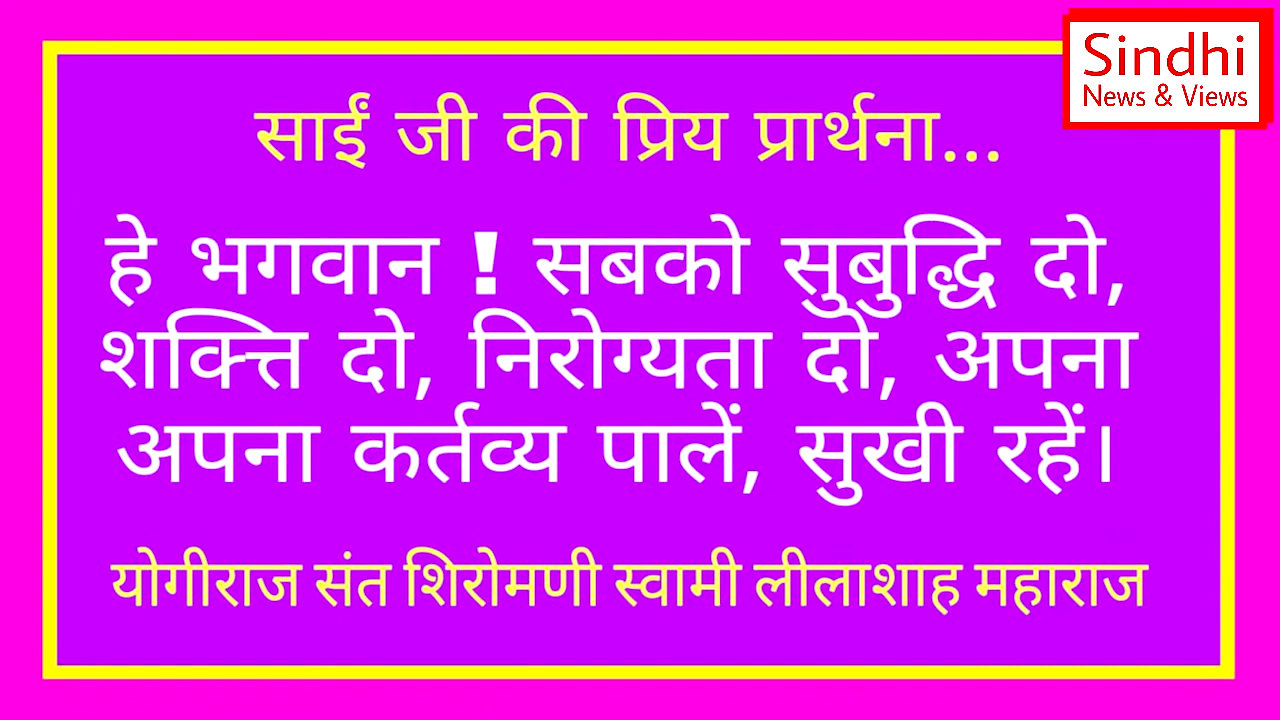 Sindhi
News & Views
साईं जी की प्रिय प्रार्थना...
हे भगवान ! सबको सुबुद्धि दो,
शक्ति दो, निरोग्यता दो, अपना
अपना कर्तव्य पालें, सुखी रहें।
योगीराज संत शिरोमणी स्वामी लीलाशाह महाराज